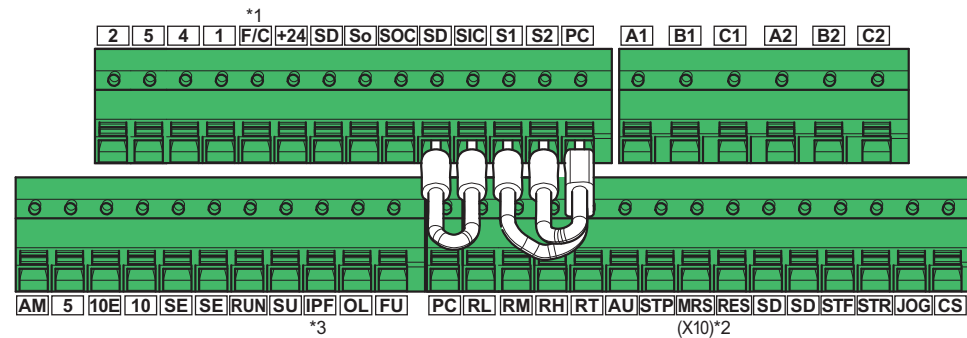 *1
2 5 4 1 F/C +24 SD So SOC SD SIC S1 S2 PC A1 B1 C1 A2 B2 C2
AM 5 10E 10 SE SE RUN SU IPF OL FU PC RL RM RH RT AU STP MRS RES SD SD STF STR JOG CS
*3 (X10)*2